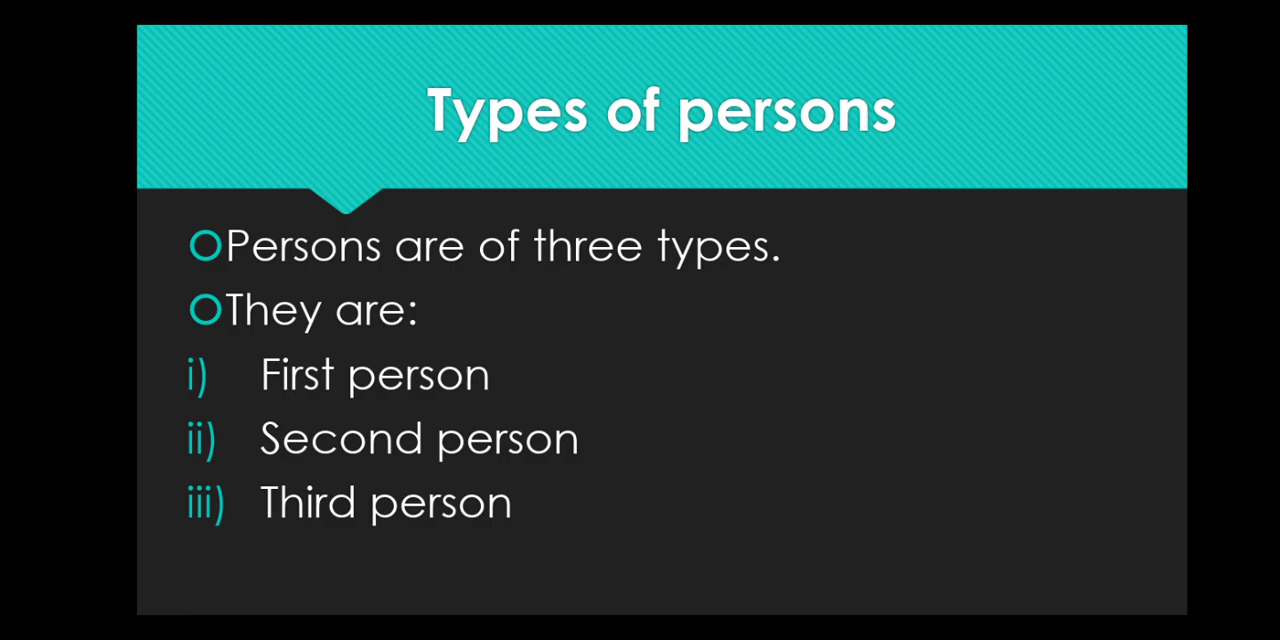 Types of persons
Persons are of three types.
They are:
i) First person
ii) Second person
iii) Third person